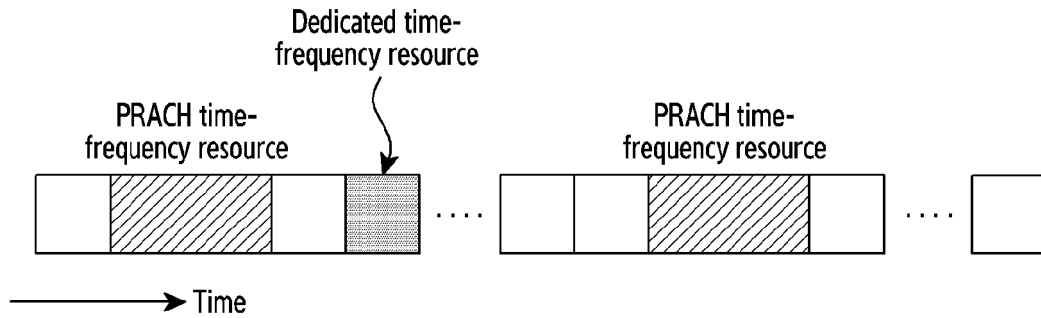 Dedicated time-
frequency resource
PRACH time-
frequency resource
PRACH time-
frequency resource
....
....
Time